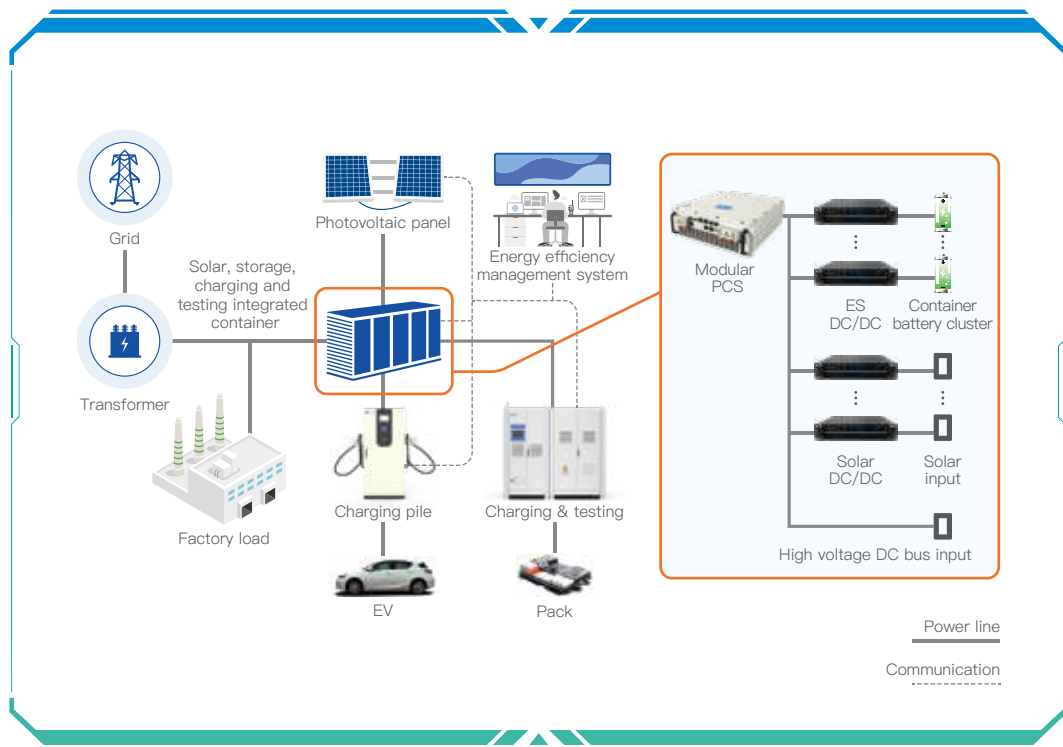 Grid
Transformer
Solar, storage,
charging and
testing integrated
container
Factory load
Photovoltaic panel
Energy efficiency
management system
Charging pile
EV
Charging & testing
Pack
Modular
PCS
ES
DC/DC
Container
battery cluster
Solar
DC/DC
Solar
input
High voltage DC bus input
Power line
Communication